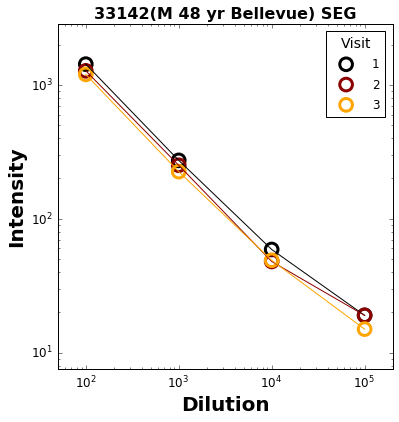 33142(M 48 yr Bellevue) SEG
Visit
1
2
3
Intensity
10³
10²
10¹
10² 10³ 10⁴ 10⁵
Dilution